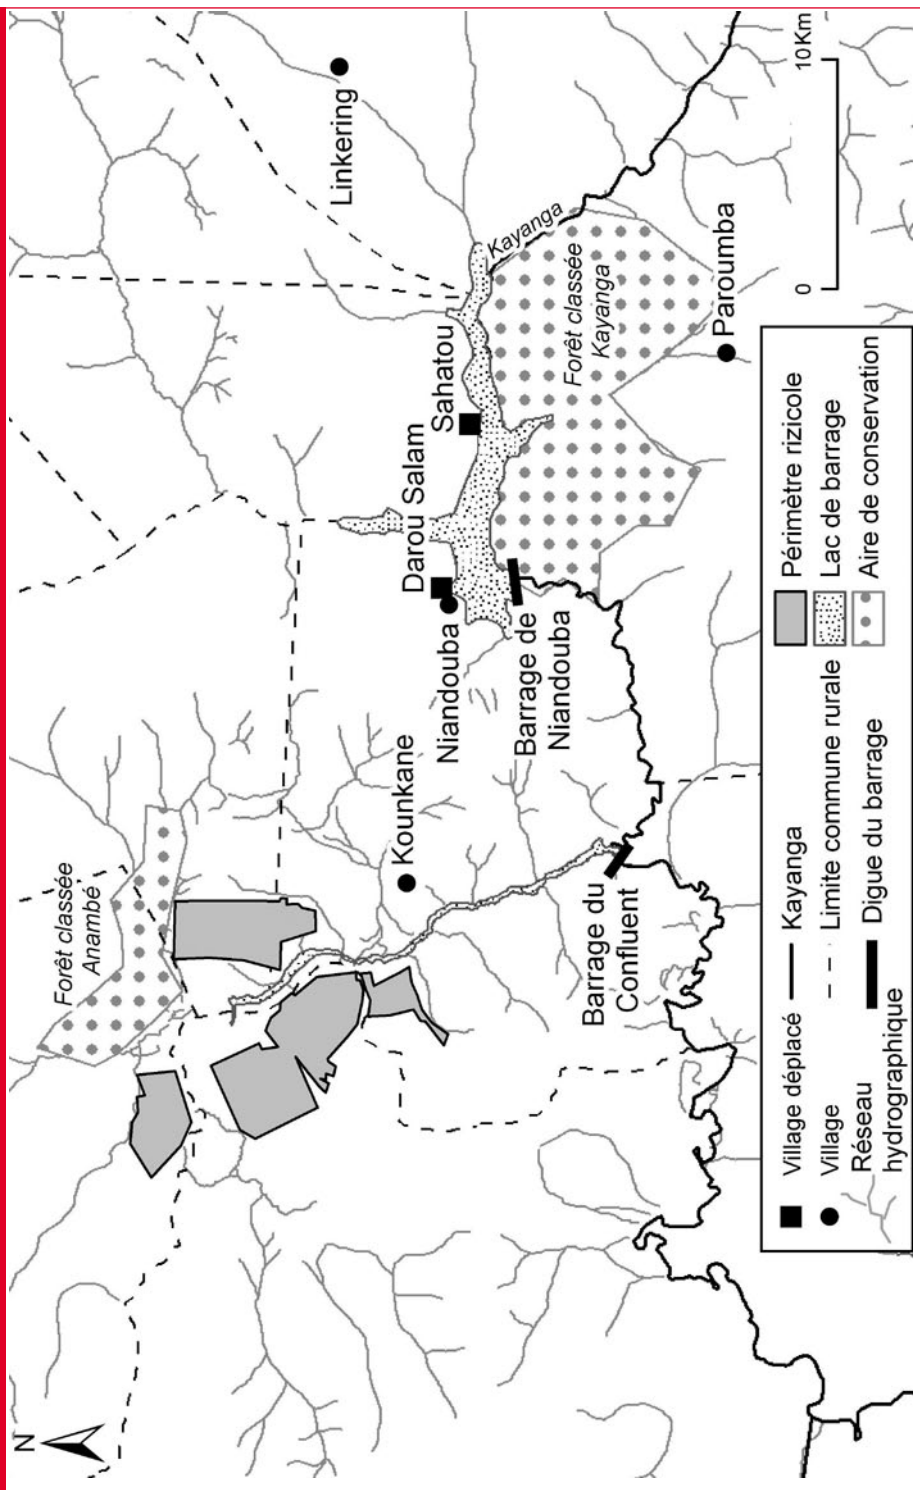 N
Forêt classée
Anambé
Kounkane
Barrage du
Confluent
Niandouba
Darou Salam
Barrage de
Niandouba
Sahatou
Kayanga
Forêt classée
Kayanga
Linkering
Paroumba
0
10 Km
Village déplacé
Village
Réseau
hydrographique
Kayanga
Limite commune rurale
Digue du barrage
Périmètre rizicole
Lac de barrage
Aire de conservation